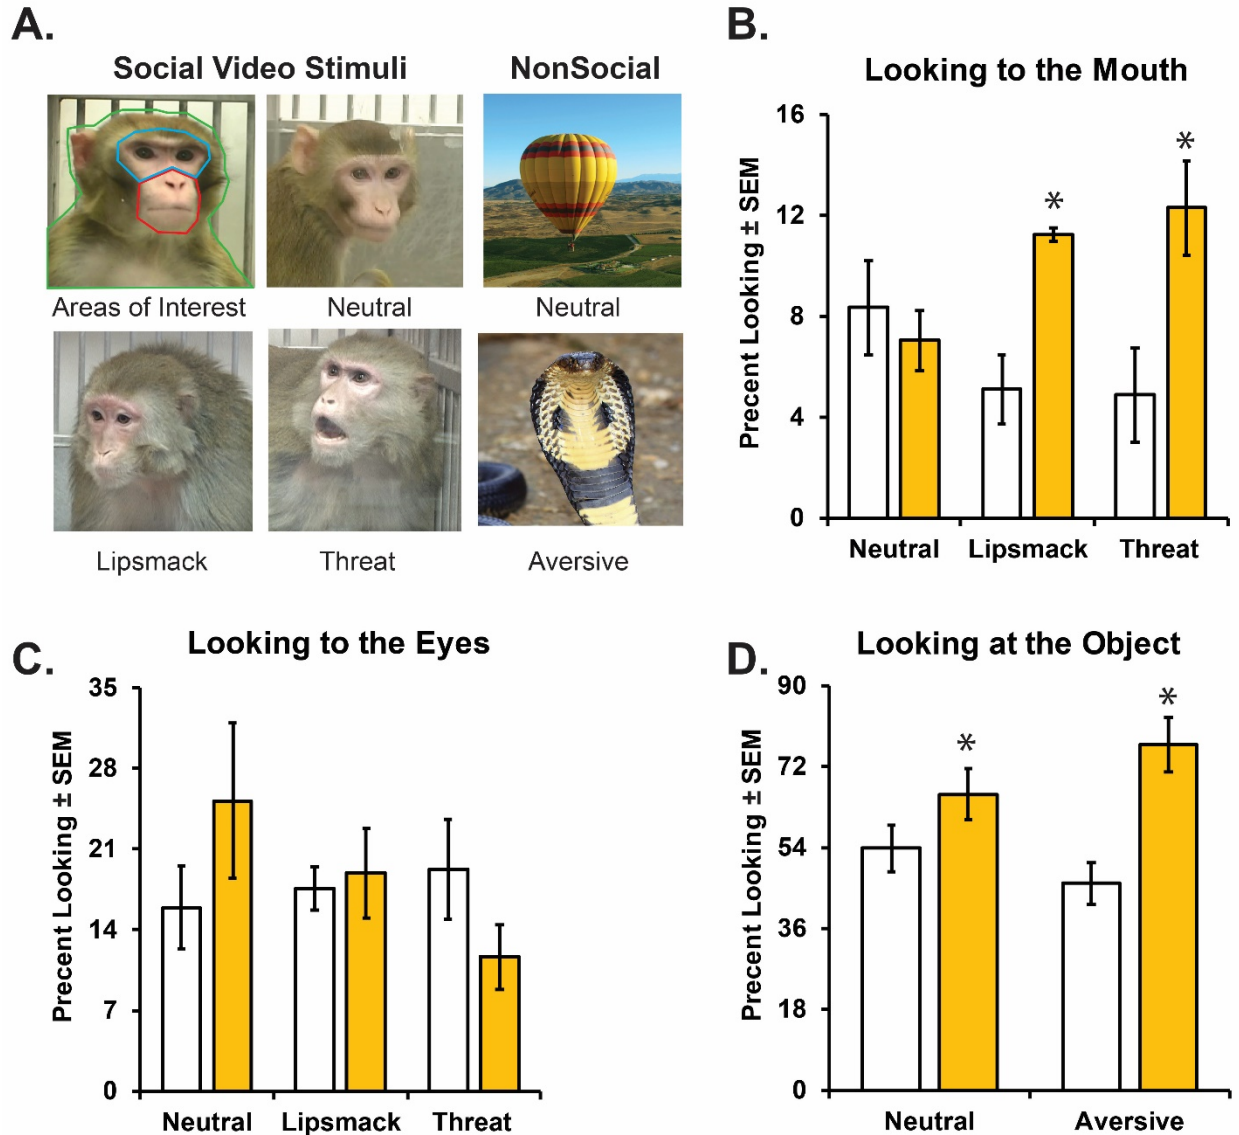 A.
Social Video Stimuli
NonSocial
Areas of Interest
Neutral
Neutral
Lipsmack
Threat
Aversive
B.
Looking to the Mouth
Precent Looking ± SEM
16
12
8
4
0
*
*
Neutral
Lipsmack
Threat
C.
Looking to the Eyes
Precent Looking ± SEM
35
28
21
14
7
0
Neutral
Lipsmack
Threat
D.
Looking at the Object
Precent Looking ± SEM
90
72
54
36
18
0
*
*
Neutral
Aversive